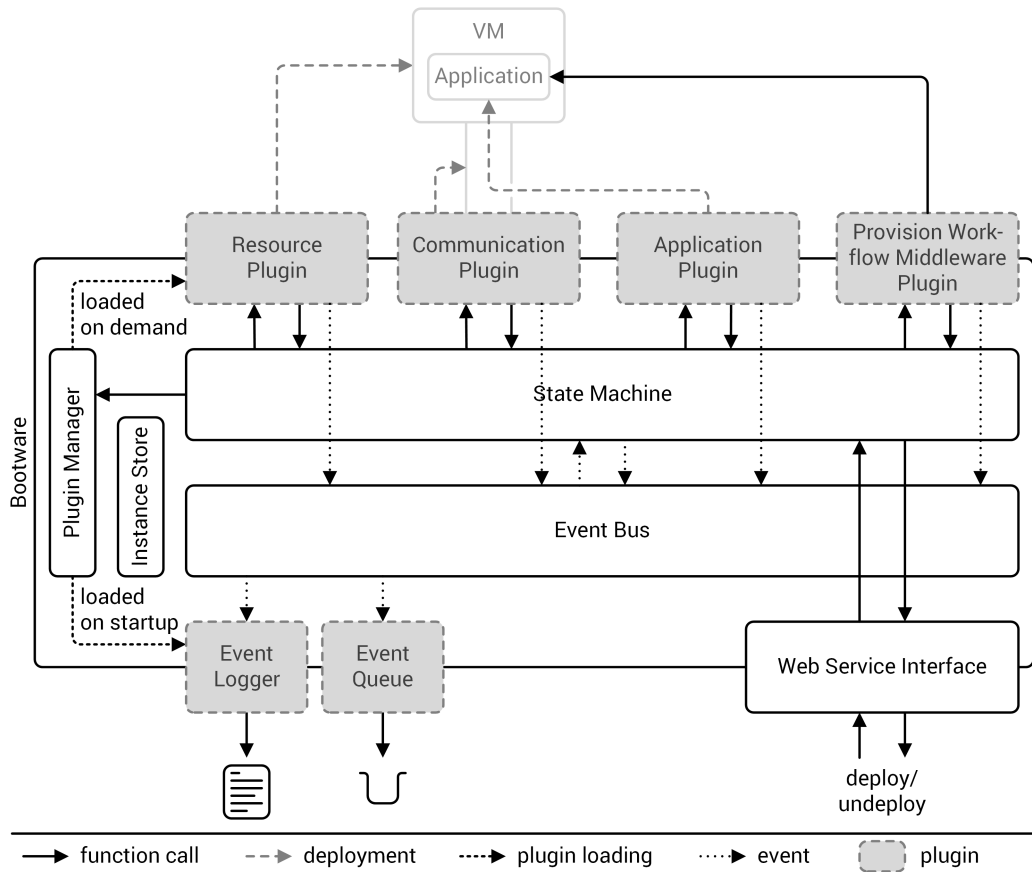 VM
Application
Resource
Plugin
Communication
Plugin
Application
Plugin
Provision Work-
flow Middleware
Plugin
loaded
on demand
State Machine
Bootware
Plugin Manager
Instance Store
Event Bus
loaded
on startup
Event
Logger
Event
Queue
Web Service Interface
deploy/
undeploy
function call
deployment
plugin loading
event
plugin